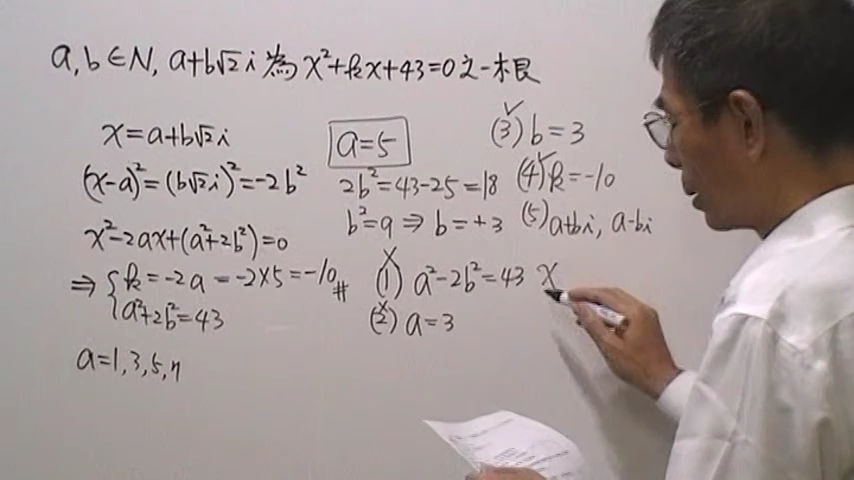 a,b∈N, a+b√2 i 為 x²+kx+43=0之一根
x=a+b√2 i
(x-a)²=(b√2 i)²=-2b²
x²-2ax+(a²+2b²)=0
⇒ { k=-2a=-2×5=-10 #
a²+2b²=43
a=1,3,5,
a=5
2b²=43-25=18
b²=9⇒b=+3
(1) a²-2b²=43 ×
(2) a=3
(3) b=3
(4) k=-10
(5) a+bi, a-bi